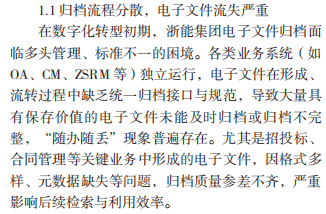 1.1归档流程分散，电子文件流失严重
在数字化转型初期，浙能集团电子文件归档面
临多头管理、标准不一的困境。各类业务系统（如
OA、CM、ZSRM 等）独立运行，电子文件在形成、
流转过程中缺乏统一归档接口与规范，导致大量具
有保存价值的电子文件未能及时归档或归档不完
整，“随办随丢”现象普遍存在。尤其是招投标、
合同管理等关键业务中形成的电子文件，因格式多
样、元数据缺失等问题，归档质量参差不齐，严重
影响后续检索与利用效率。